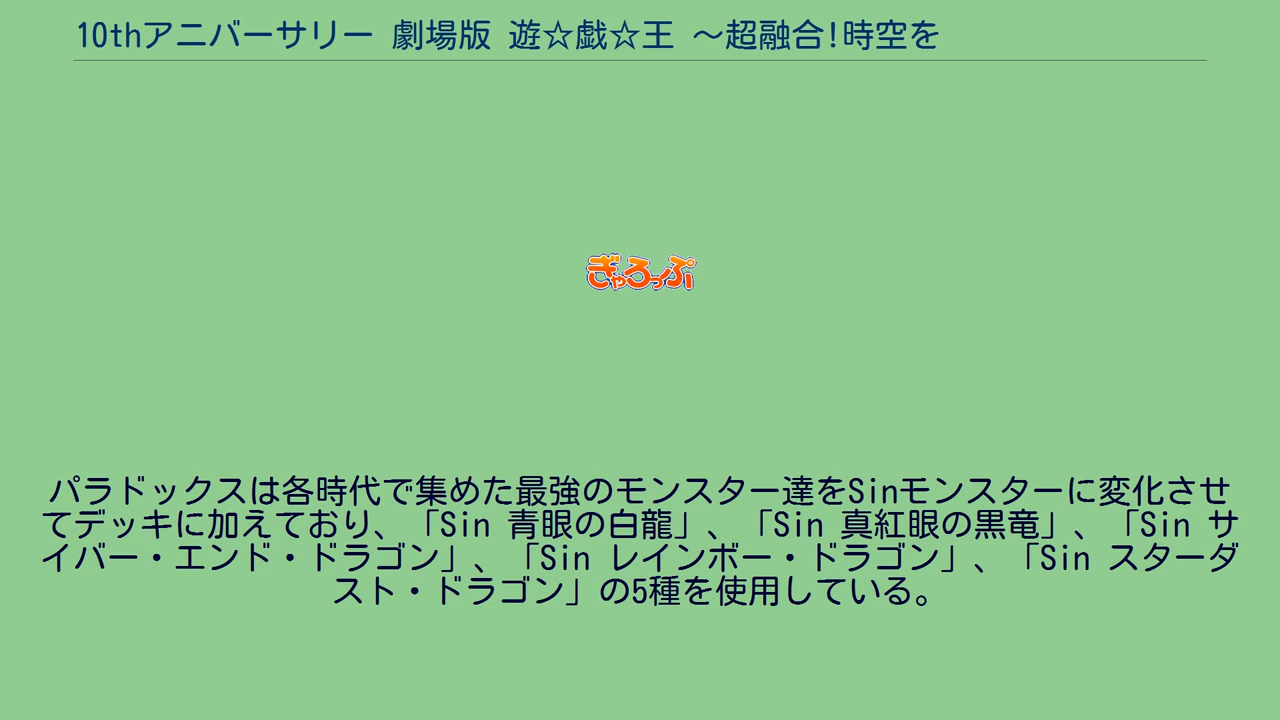 10thアニバーサリー 劇場版 遊☆戯☆王 ～超融合!時空を
ぎゃろっぷ
パラドックスは各時代で集めた最強のモンスター達をSinモンスターに変化させ
てデッキに加えており、「Sin 青眼の白龍」、「Sin 真紅眼の黒竜」、「Sin サ
イバー・エンド・ドラゴン」、「Sin レインボー・ドラゴン」、「Sin スターダ
スト・ドラゴン」の5種を使用している。